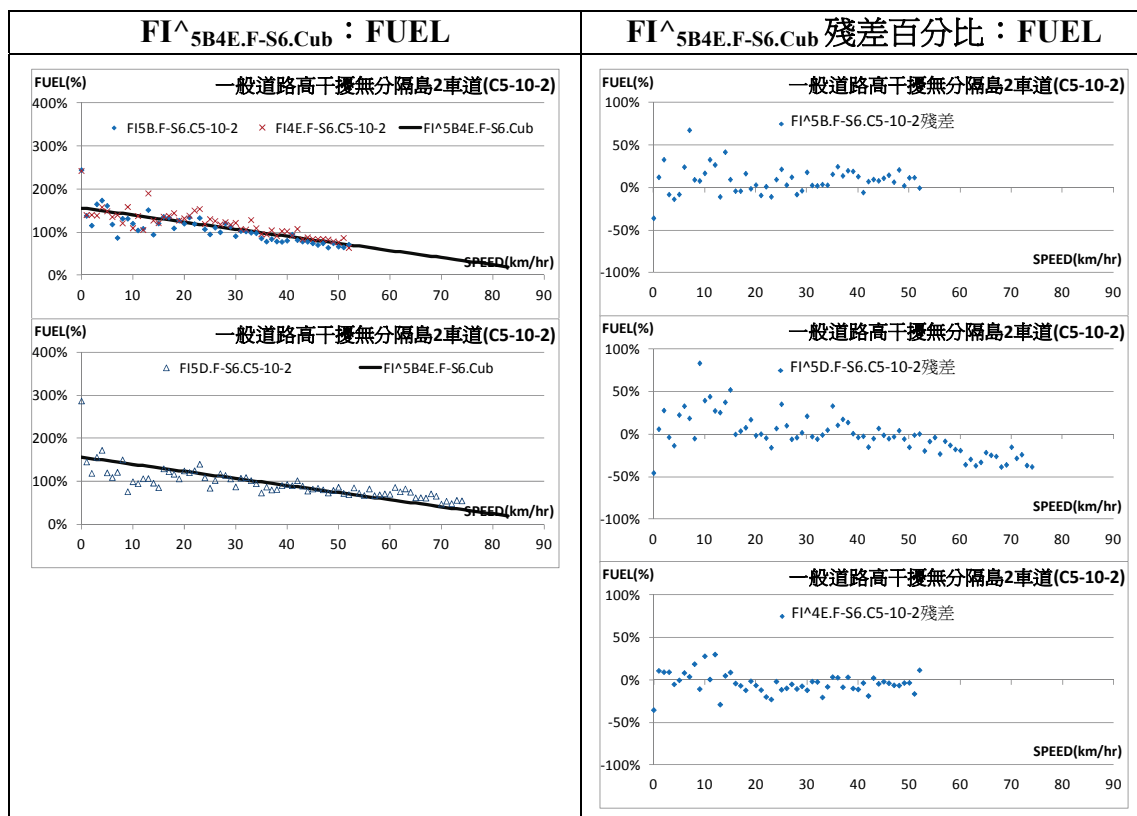 FI^5B4E.F-S6.Cub：FUEL
FUEL(%)
一般道路高干擾無分隔島2車道(C5-10-2)
400%
FI5B.F-S6.C5-10-2
FI4E.F-S6.C5-10-2
FI^5B4E.F-S6.Cub
300%
200%
100%
SPEED(km/hr)
0%
0 10 20 30 40 50 60 70 80 90
FUEL(%)
一般道路高干擾無分隔島2車道(C5-10-2)
400%
FI5D.F-S6.C5-10-2
FI^5B4E.F-S6.Cub
300%
200%
100%
SPEED(km/hr)
0%
0 10 20 30 40 50 60 70 80 90
FI^5B4E.F-S6.Cub 殘差百分比：FUEL
FUEL(%)
一般道路高干擾無分隔島2車道(C5-10-2)
100%
FI^5B.F-S6.C5-10-2殘差
50%
0%
-50%
SPEED(km/hr)
-100%
0 10 20 30 40 50 60 70 80 90
FUEL(%)
一般道路高干擾無分隔島2車道(C5-10-2)
100%
FI^5D.F-S6.C5-10-2殘差
50%
0%
-50%
SPEED(km/hr)
-100%
0 10 20 30 40 50 60 70 80 90
FUEL(%)
一般道路高干擾無分隔島2車道(C5-10-2)
100%
FI^4E.F-S6.C5-10-2殘差
50%
0%
-50%
SPEED(km/hr)
-100%
0 10 20 30 40 50 60 70 80 90